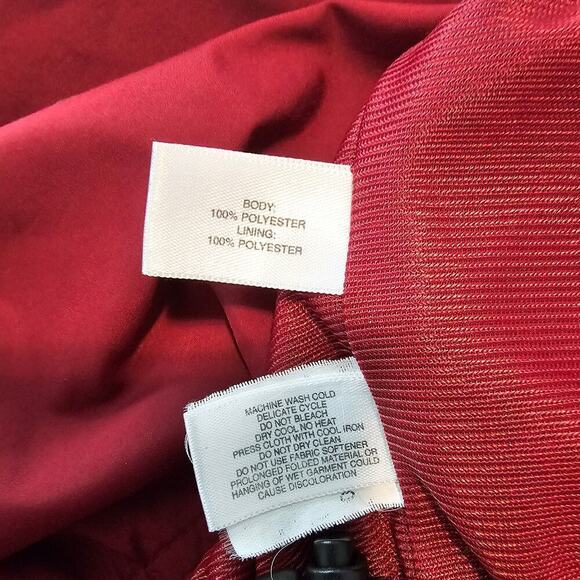 BODY:
100% POLYESTER
LINING:
100% POLYESTER
MACHINE WASH COLD
DELICATE CYCLE
DO NOT BLEACH
DRY COOL NO HEAT
PRESS CLOTH WITH COOL IRON
DO NOT DRY CLEAN
DO NOT USE FABRIC SOFTENER
PROLONGED FOLDED MATERIAL OR
HANGING OF WET GARMENT COULD
CAUSE DISCOLORATION